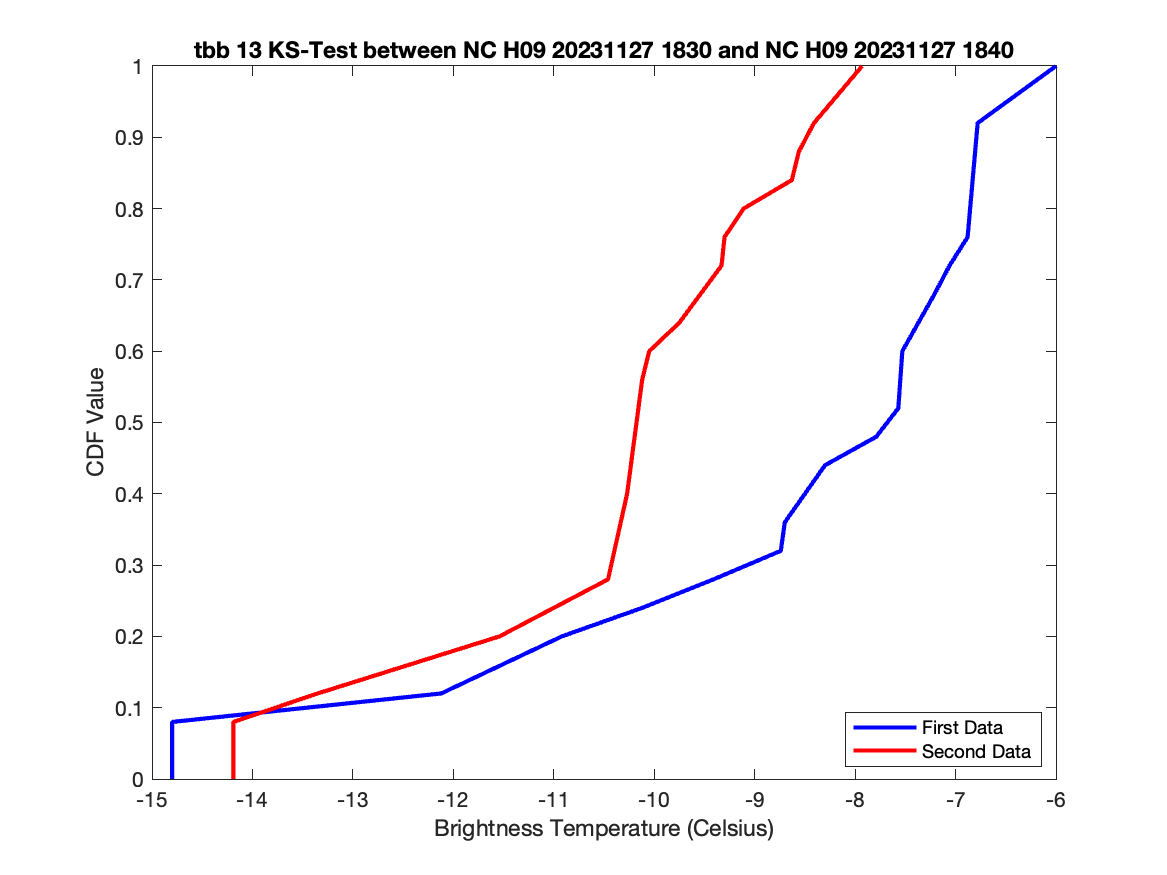 tbb 13 KS-Test between NC H09 20231127 1830 and NC H09 20231127 1840
1
0.9
0.8
0.7
0.6
0.5
0.4
0.3
0.2
0.1
0
CDF Value
First Data
Second Data
-15 -14 -13 -12 -11 -10 -9 -8 -7 -6
Brightness Temperature (Celsius)